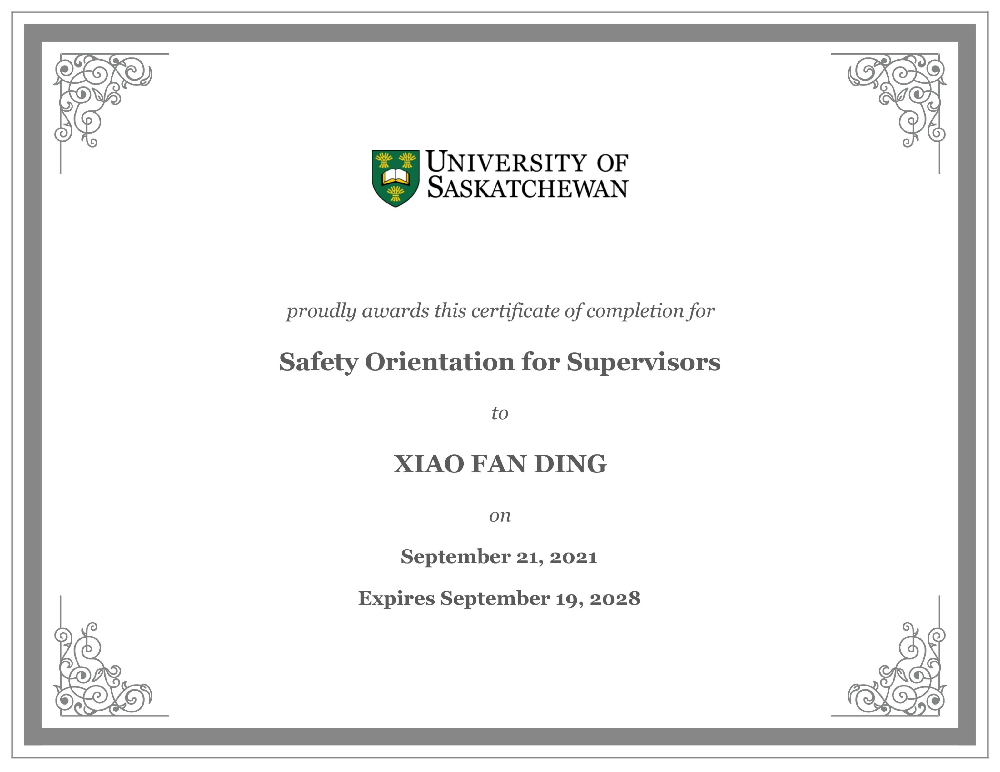 UNIVERSITY OF
SASKATCHEWAN
proudly awards this certificate of completion for
Safety Orientation for Supervisors
to
XIAO FAN DING
on
September 21, 2021
Expires September 19, 2028